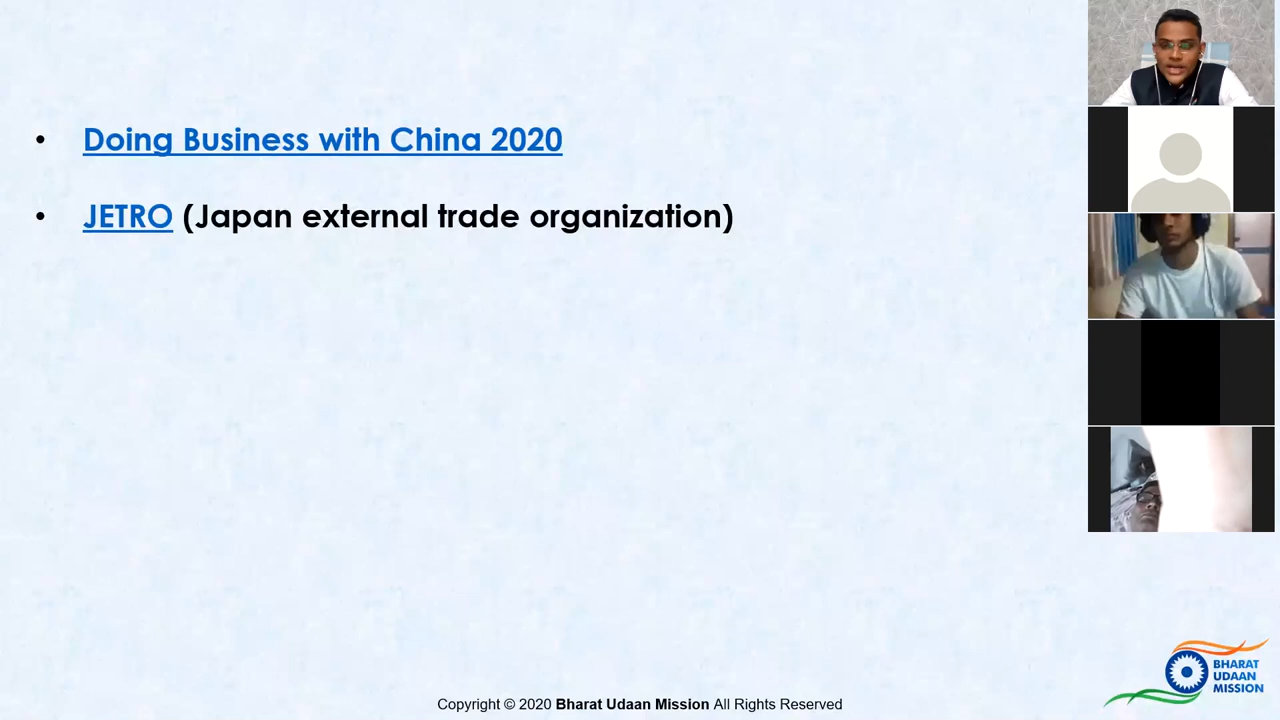 • Doing Business with China 2020
• JETRO (Japan external trade organization)
BHARAT
UDAAN
MISSION
Copyright © 2020 Bharat Udaan Mission All Rights Reserved